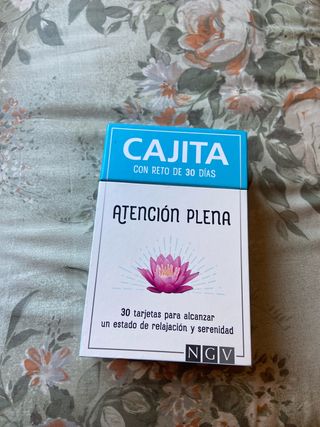 CAJITA
CON RETO DE 30 DÍAS
ATENCIÓN PLENA
30 tarjetas para alcanzar
un estado de relajación y serenidad
NGV